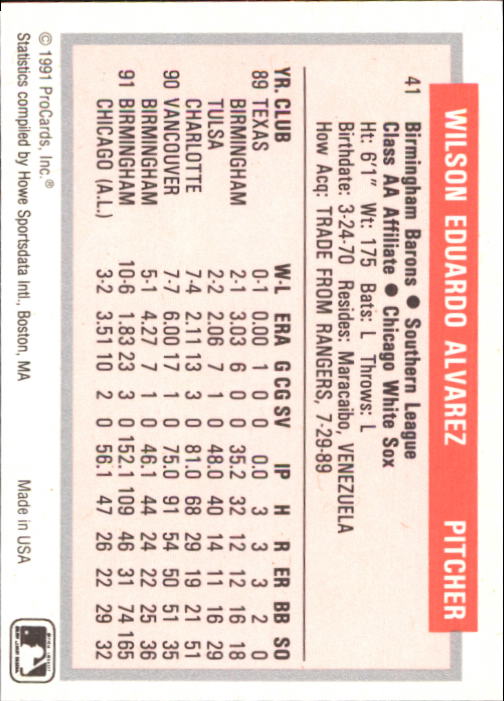 WILSON EDUARDO ALVAREZ PITCHER
41 Birmingham Barons ● Southern League
Class AA Affiliate ● Chicago White Sox
Ht: 6'1" Wt: 175 Bats: L Throws: L
Birthdate: 3-24-70 Resides: Maracaibo, VENEZUELA
How Acq: TRADE FROM RANGERS, 7-29-89
YR. CLUB W-L ERA G CG SV IP H R ER BB SO
89 TEXAS 0-1 0.00 1 0 0 0.0 3 3 3 2 0
BIRMINGHAM 2-1 3.03 6 0 0 35.2 32 12 12 16 18
TULSA 2-2 2.06 7 1 0 48.0 40 14 11 16 29
CHARLOTTE 7-4 2.11 13 3 0 81.0 68 29 19 21 51
90 VANCOUVER 7-7 6.00 17 1 0 75.0 91 54 50 51 35
BIRMINGHAM 5-1 4.27 7 1 0 46.1 44 24 22 25 36
91 BIRMINGHAM 10-6 1.83 23 3 0 152.1 109 46 31 74 165
CHICAGO (A.L.) 3-2 3.51 10 2 0 56.1 47 26 22 29 32
© 1991 ProCards, Inc.®
Statistics compiled by Howe Sportsdata Intl., Boston, MA Made in USA